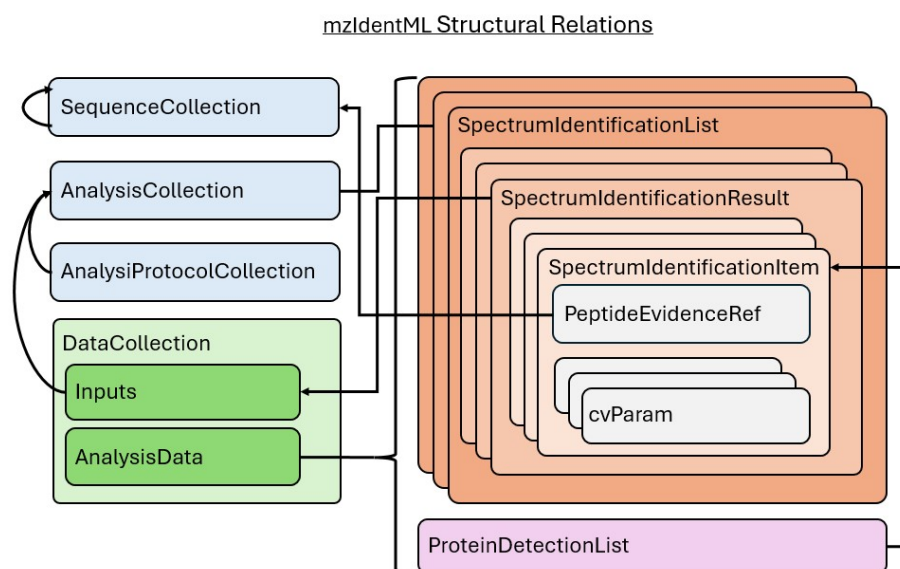 mzIdentML Structural Relations
SequenceCollection
AnalysisCollection
AnalysiProtocolCollection
DataCollection
Inputs
AnalysisData
SpectrumIdentificationList
SpectrumIdentificationResult
SpectrumIdentificationItem
PeptideEvidenceRef
cvParam
ProteinDetectionList